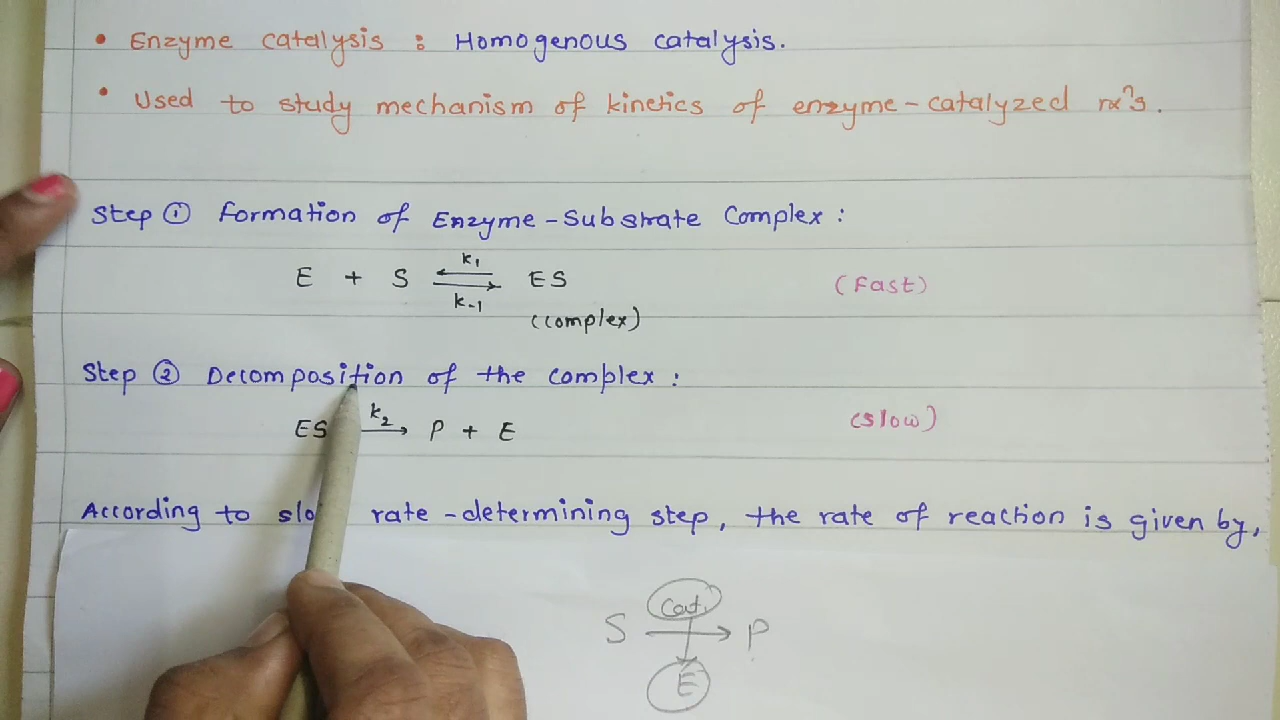 • Enzyme catalysis : Homogenous catalysis.
• Used to study mechanism of kinetics of enzyme-catalyzed rxⁿs.
Step ① Formation of Enzyme-Substrate Complex :
E + S ⇌ ES (Fast)
k₁
k₋₁
(complex)
Step ② Decomposition of the complex :
ES →k₂ P + E (slow)
According to slo rate-determining step, the rate of reaction is given by,
Cat.
S → P
E